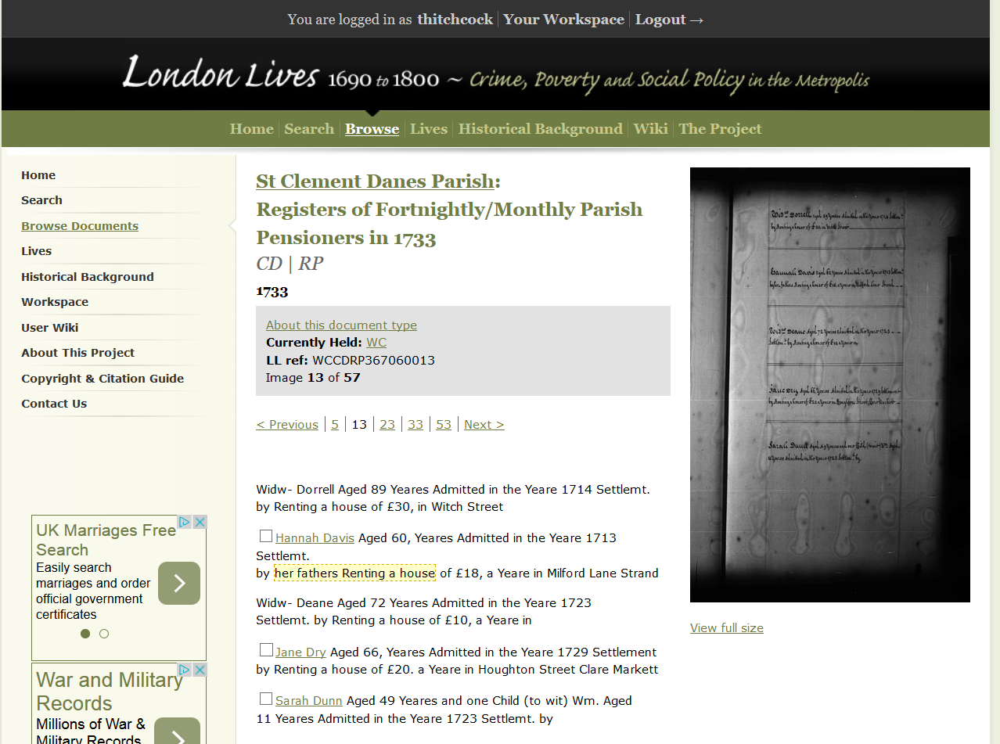 You are logged in as thitchcock Your Workspace Logout →
London Lives 1690 to 1800 ~ Crime, Poverty and Social Policy in the Metropolis
Home Search Browse Lives Historical Background Wiki The Project
Home
Search
Browse Documents
Lives
Historical Background
Workspace
User Wiki
About This Project
Copyright & Citation Guide
Contact Us
UK Marriages Free
Search
Easily search
marriages and order
official government
certificates
War and Military
Records
Millions of War &
Military Records
St Clement Danes Parish:
Registers of Fortnightly/Monthly Parish
Pensioners in 1733
CD | RP
1733
About this document type
Currently Held: WC
LL ref: WCCDRP367060013
Image 13 of 57
< Previous | 5 | 13 | 23 | 33 | 53 | Next >
Widw- Dorrell Aged 89 Yeares Admitted in the Yeare 1714 Settlemt.
by Renting a house of £30, in Witch Street
Hannah Davis Aged 60, Yeares Admitted in the Yeare 1713
Settlemt.
by her fathers Renting a house of £18, a Yeare in Milford Lane Strand
Widw- Deane Aged 72 Yeares Admitted in the Yeare 1723
Settlemt. by Renting a house of £10, a Yeare in
Jane Dry Aged 66, Yeares Admitted in the Yeare 1729 Settlement
by Renting a house of £20. a Yeare in Houghton Street Clare Markett
Sarah Dunn Aged 49 Yeares and one Child (to wit) Wm. Aged
11 Yeares Admitted in the Yeare 1723 Settlemt. by
View full size